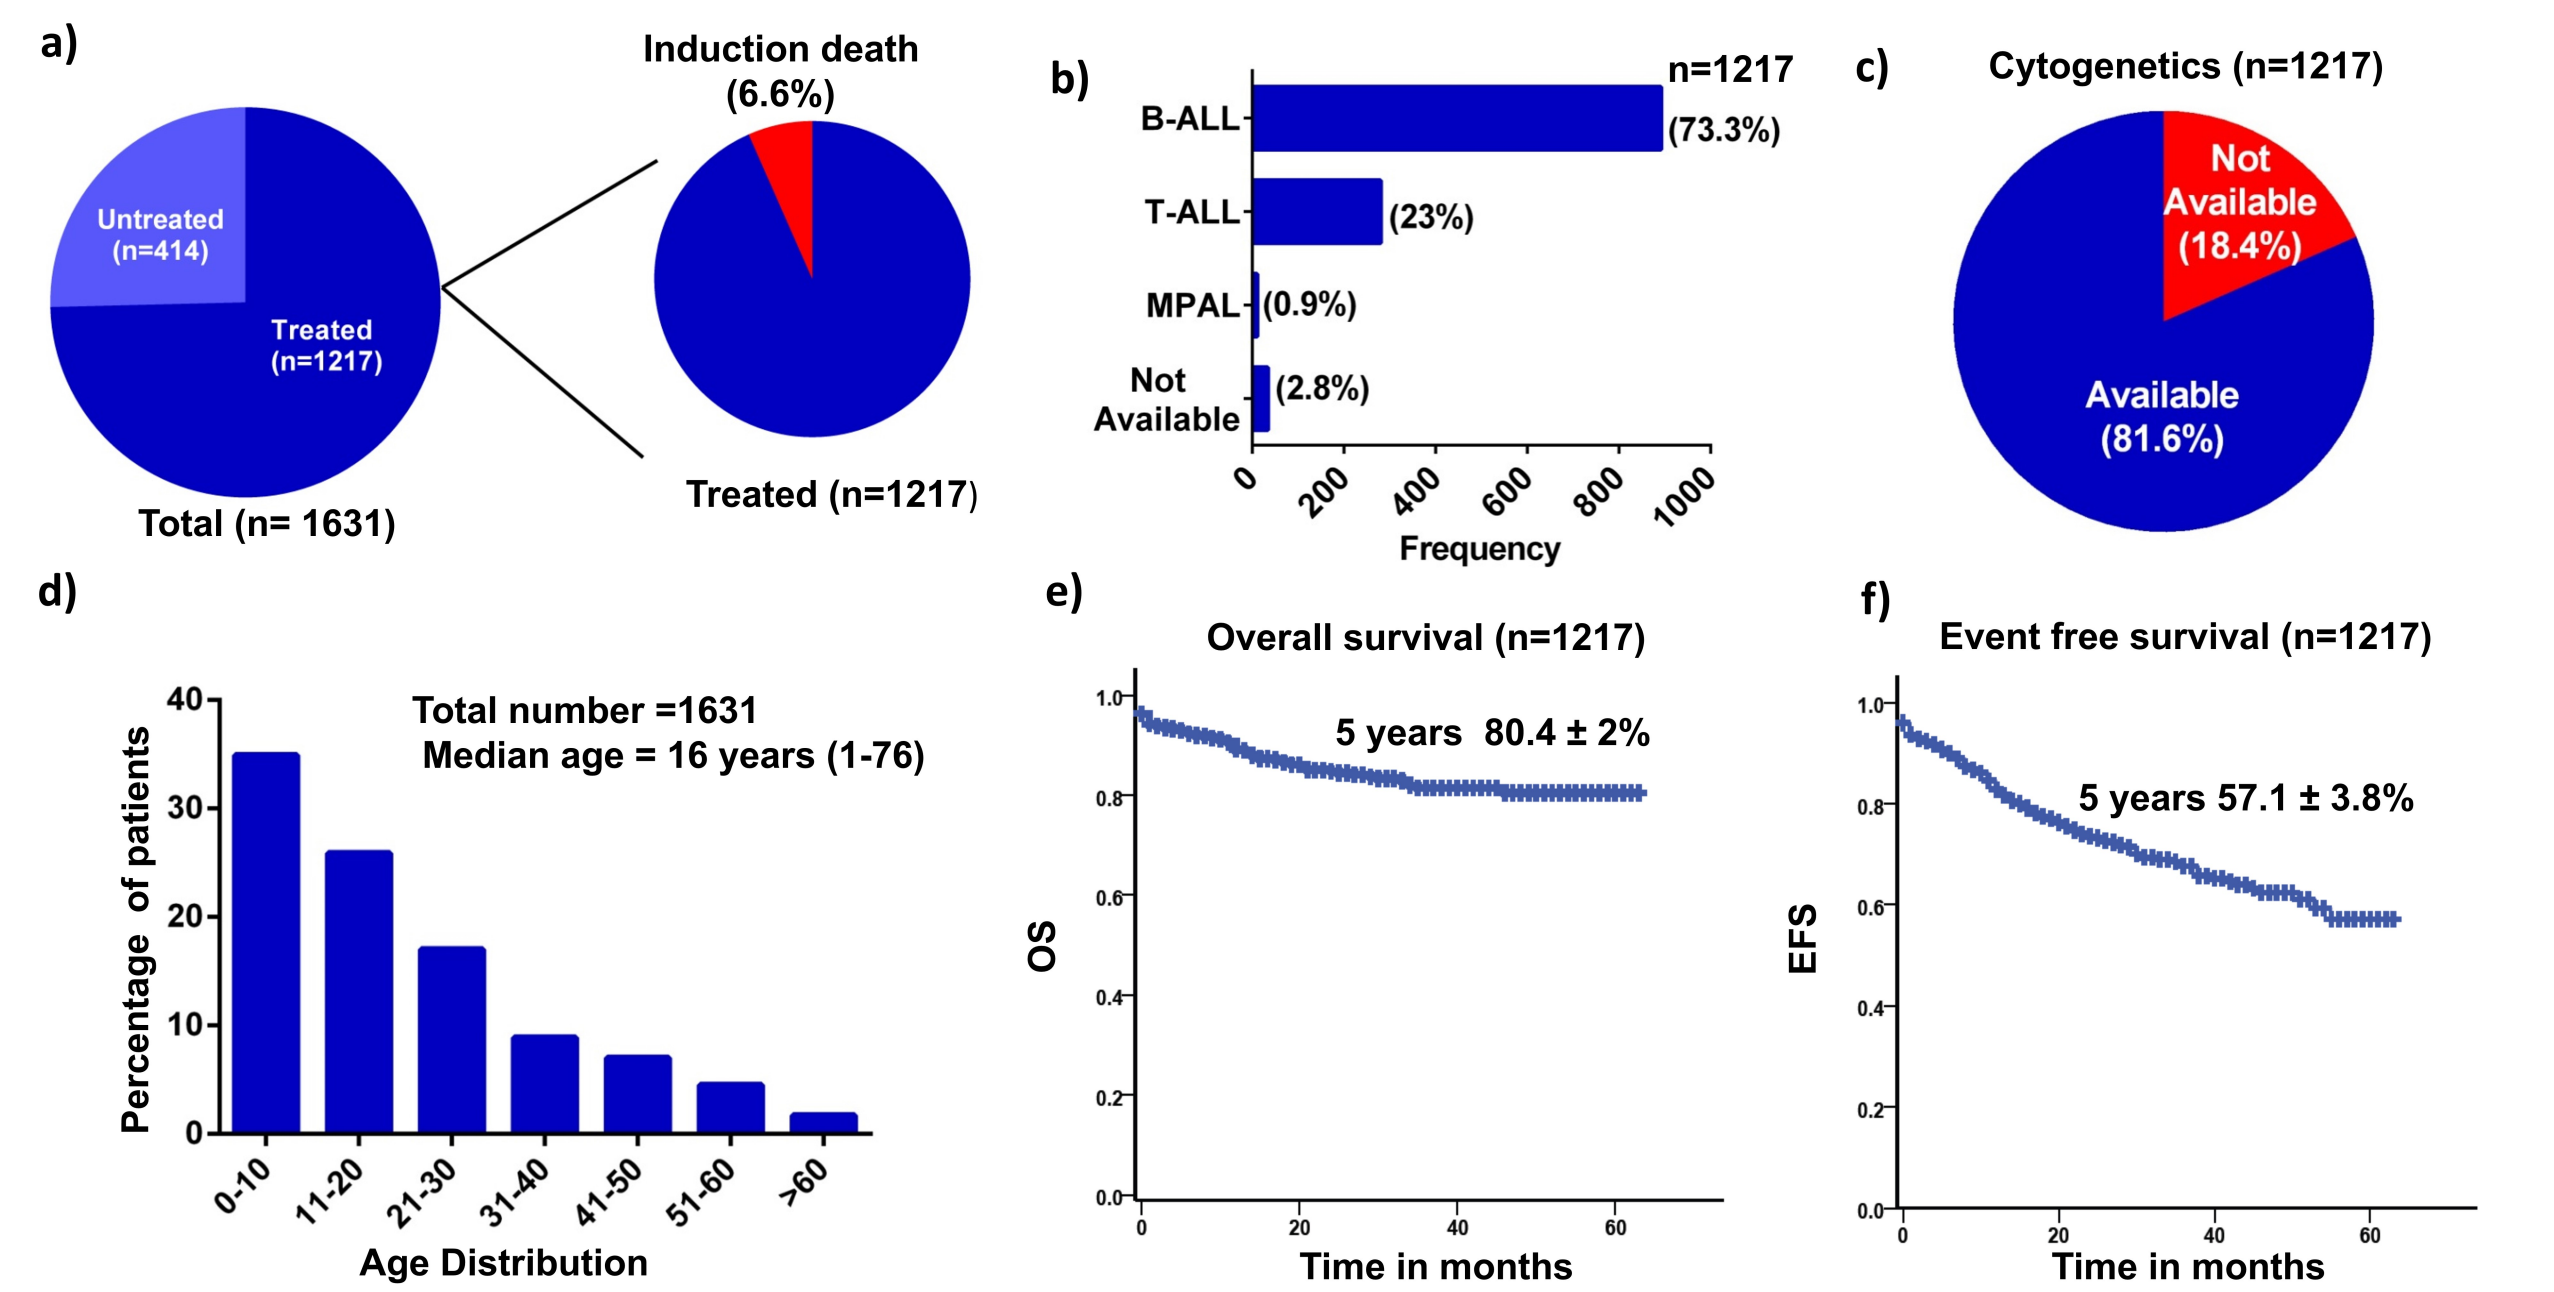 a)
Induction death
(6.6%)
Untreated
(n=414)
Treated
(n=1217)
Total (n= 1631)
Treated (n=1217)
b)
n=1217
B-ALL
(73.3%)
T-ALL
(23%)
MPAL
(0.9%)
Not
Available
(2.8%)
0
200
400
600
800
1000
Frequency
c)
Cytogenetics (n=1217)
Not
Available
(18.4%)
Available
(81.6%)
d)
Total number =1631
Median age = 16 years (1-76)
Percentage of patients
40
30
20
10
0
0-10
11-20
21-30
31-40
41-50
51-60
>60
Age Distribution
e)
Overall survival (n=1217)
5 years 80.4 ± 2%
OS
1.0
0.8
0.6
0.4
0.2
0.0
0
20
40
60
Time in months
f)
Event free survival (n=1217)
5 years 57.1 ± 3.8%
EFS
1.0
0.8
0.6
0.4
0.2
0.0
0
20
40
60
Time in months